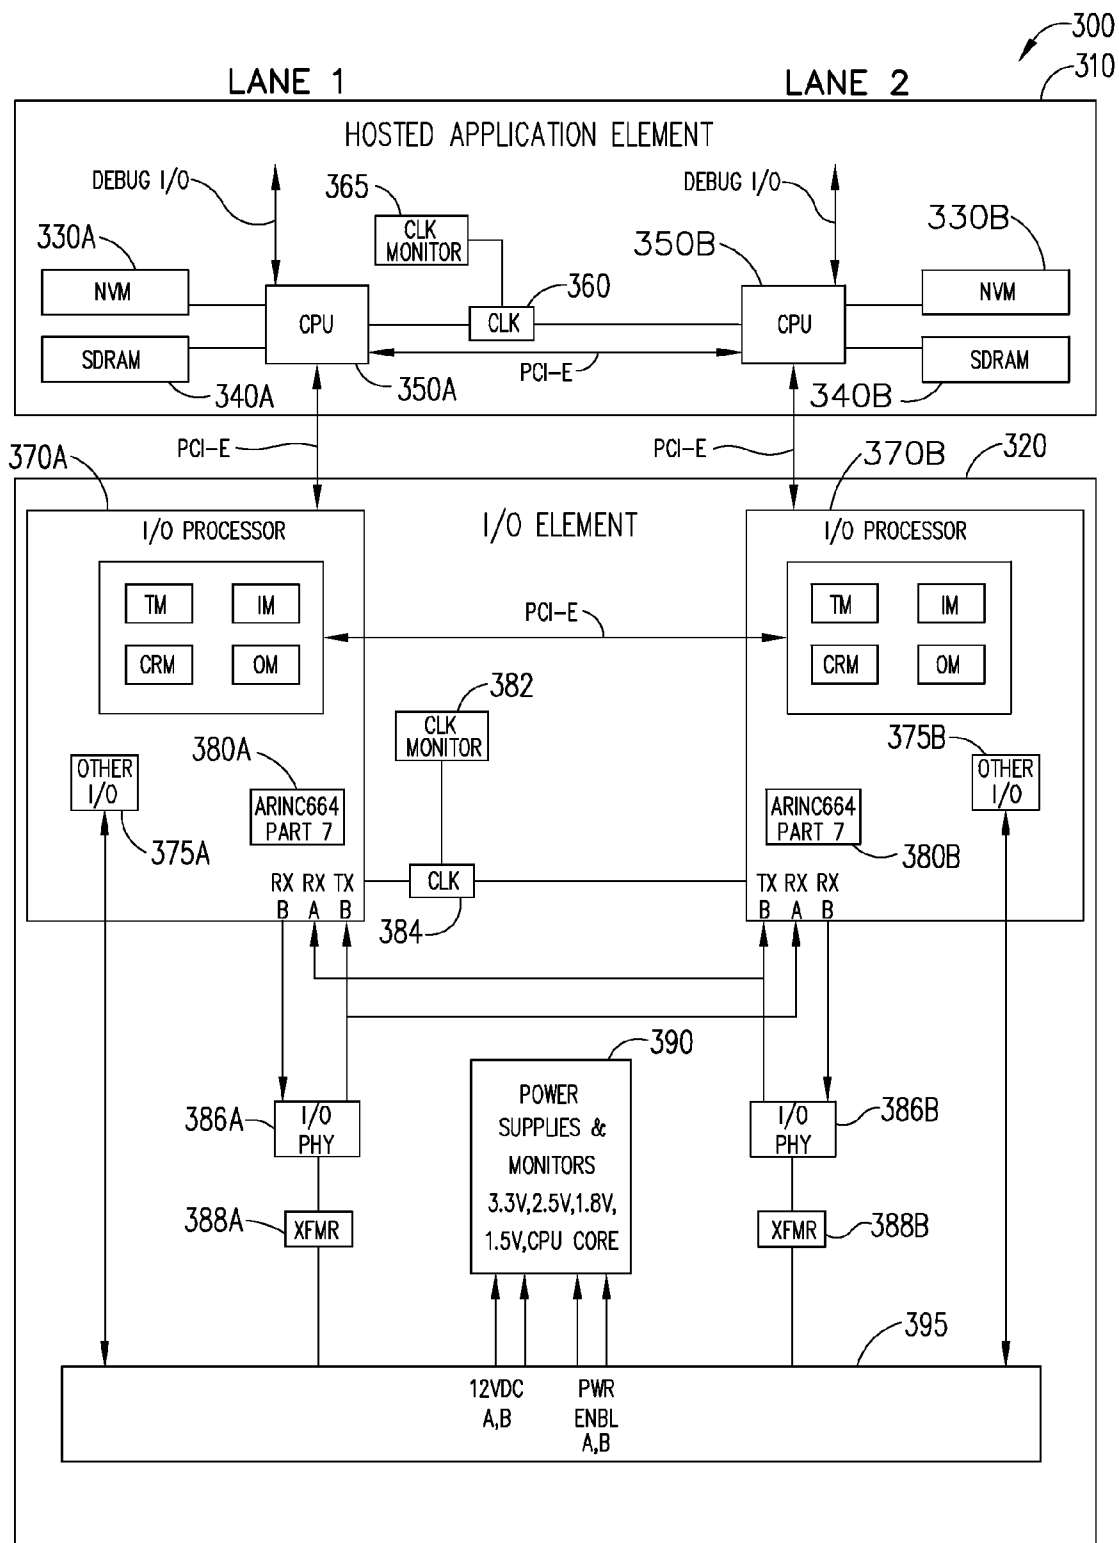 300
LANE 1
LANE 2
310
HOSTED APPLICATION ELEMENT
DEBUG I/O
365
DEBUG I/O
330A
CLK
MONITOR
350B
330B
NVM
360
NVM
CPU
CLK
CPU
SDRAM
PCI-E
SDRAM
340A
350A
340B
PCI-E
PCI-E
370A
370B
320
I/O PROCESSOR
I/O ELEMENT
I/O PROCESSOR
TM
IM
TM
IM
PCI-E
CRM
OM
CRM
OM
382
CLK
MONITOR
380A
375B
OTHER
I/O
OTHER
I/O
ARINC664
PART 7
ARINC664
PART 7
375A
380B
CLK
RX RX TX
B A B
TX RX RX
B A B
384
390
386A
I/O
PHY
POWER
SUPPLIES &
MONITORS
3.3V,2.5V,1.8V,
1.5V,CPU CORE
I/O
PHY
386B
388A
XFMR
XFMR
388B
395
12VDC
A,B
PWR
ENBL
A,B